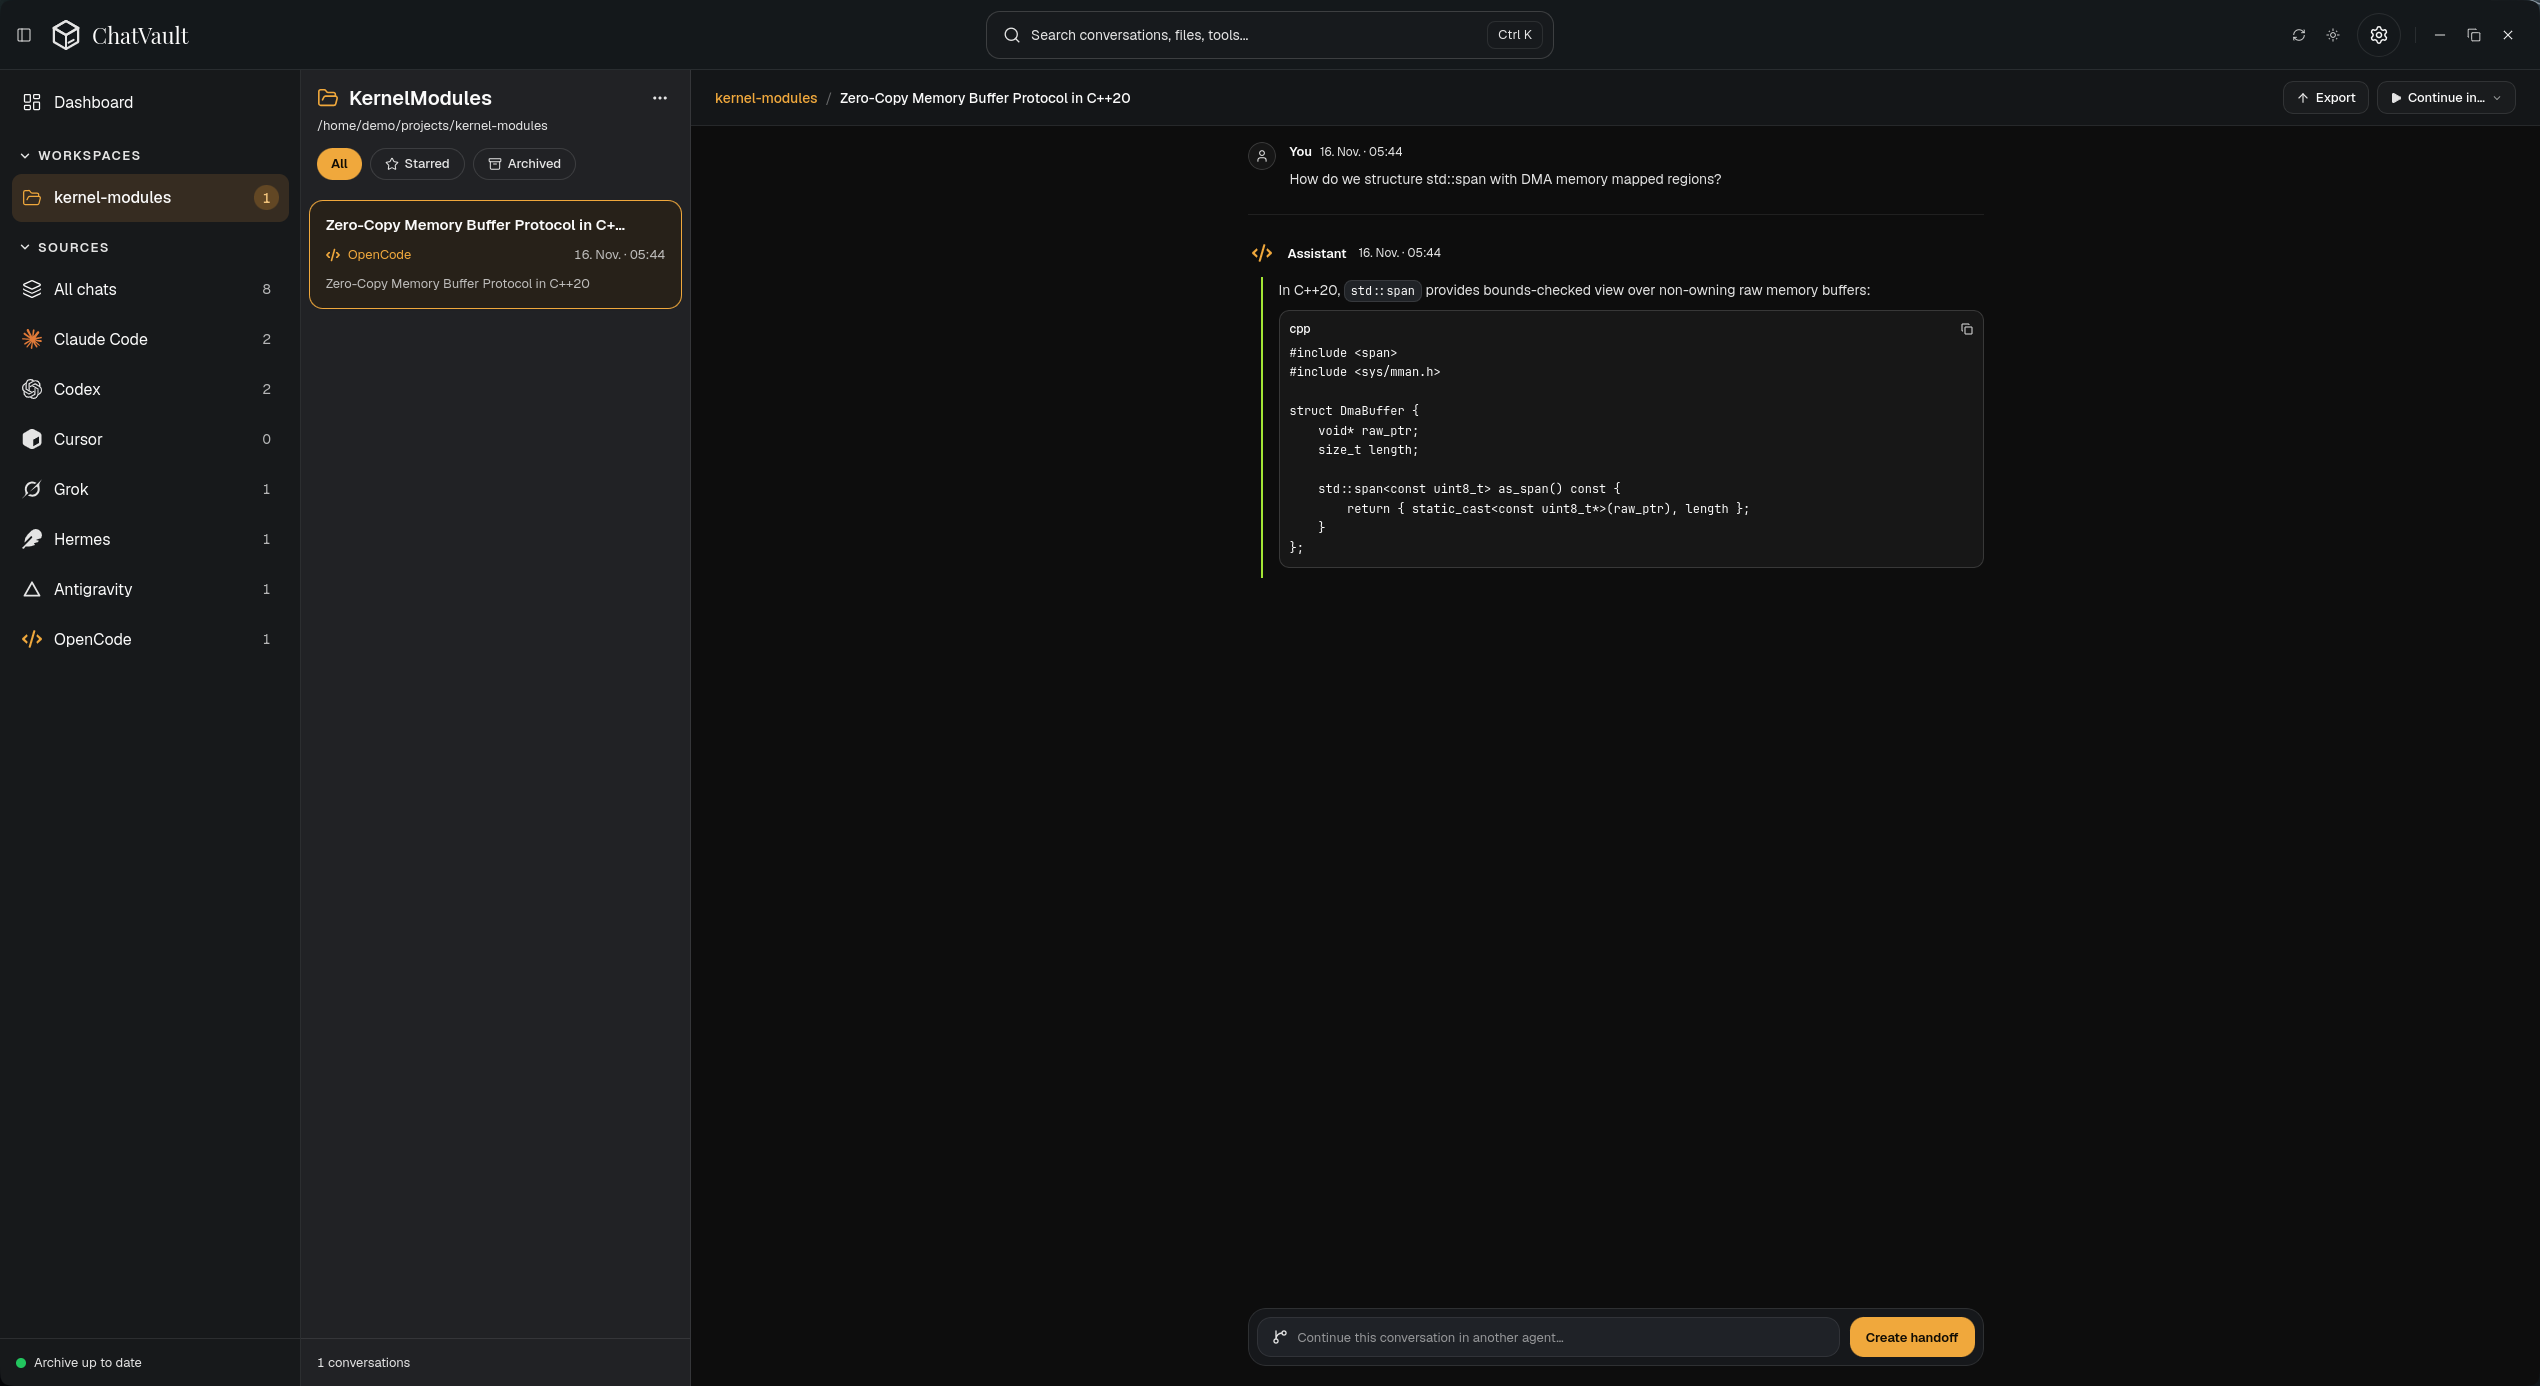 ChatVault
Search conversations, files, tools...
Ctrl K
Dashboard
WORKSPACES
kernel-modules 1
SOURCES
All chats 8
Claude Code 2
Codex 2
Cursor 0
Grok 1
Hermes 1
Antigravity 1
OpenCode 1
Archive up to date
KernelModules
/home/demo/projects/kernel-modules
All Starred Archived
Zero-Copy Memory Buffer Protocol in C+...
OpenCode 16. Nov. · 05:44
Zero-Copy Memory Buffer Protocol in C++20
1 conversations
kernel-modules / Zero-Copy Memory Buffer Protocol in C++20
Export Continue in...
You 16. Nov. · 05:44
How do we structure std::span with DMA memory mapped regions?
Assistant 16. Nov. · 05:44
In C++20, std::span provides bounds-checked view over non-owning raw memory buffers:
cpp
#include <span>
#include <sys/mman.h>
struct DmaBuffer {
    void* raw_ptr;
    size_t length;
    std::span<const uint8_t> as_span() const {
        return { static_cast<const uint8_t*>(raw_ptr), length };
    }
};
Continue this conversation in another agent...
Create handoff